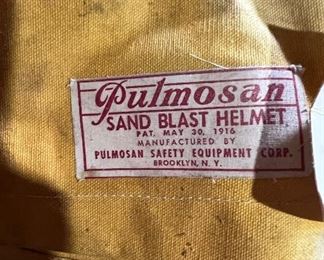 Pulmosan
SAND BLAST HELMET
PAT. MAY 30, 1916
MANUFACTURED BY
PULMOSAN SAFETY EQUIPMENT CORP.
BROOKLYN, N. Y.